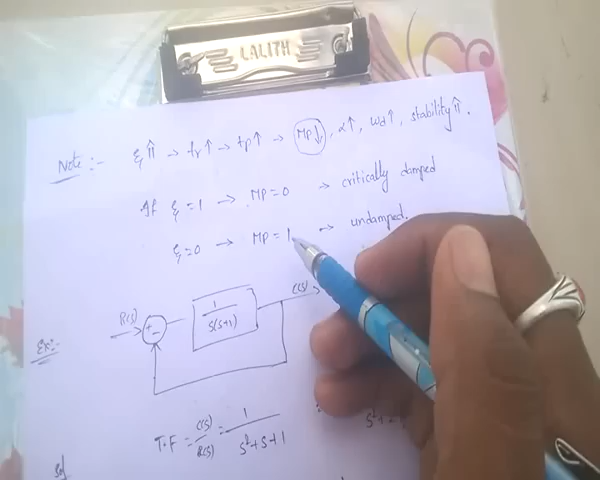 LALITH
Note :- ξ⇑ → tr↑ → tp↑ → MP↓, α↑, ωd↑, stability⇑.
If ξ = 1 → MP = 0 → critically damped
ξ = 0 → MP = 1 → undamped.
Ex:- R(s) + - 1/S(S+1) C(s)
T.F = C(s)/R(s) = 1/S²+S+1
Sol